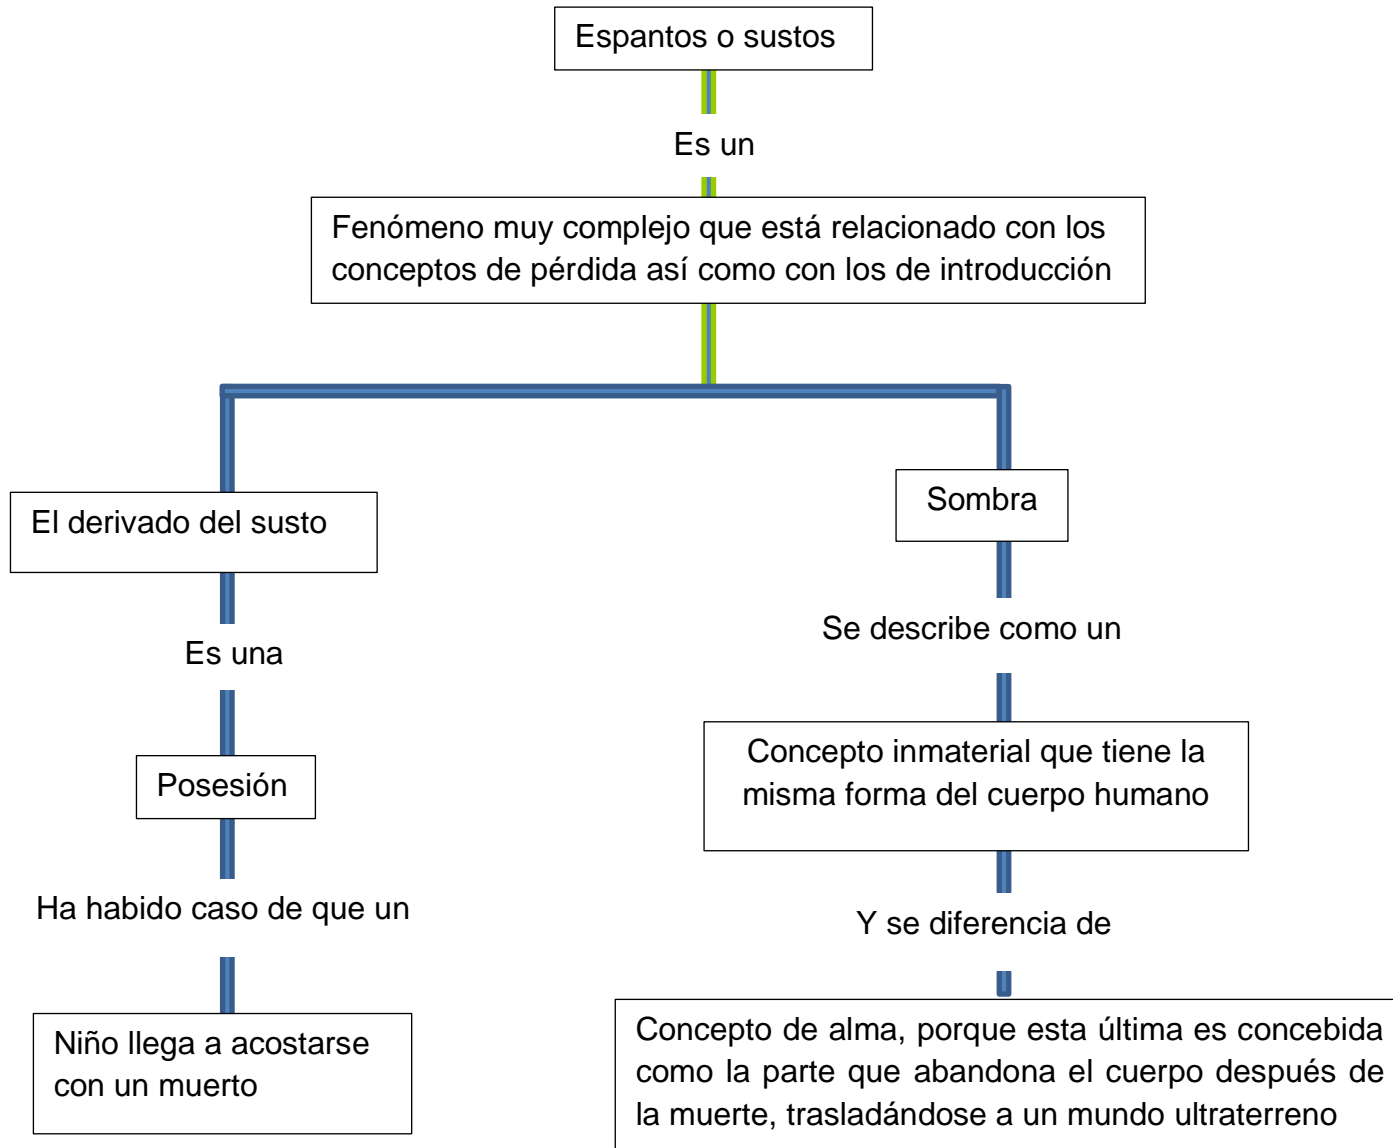 Espantos o sustos
Es un
Fenómeno muy complejo que está relacionado con los
conceptos de pérdida así como con los de introducción
El derivado del susto
Es una
Posesión
Ha habido caso de que un
Niño llega a acostarse
con un muerto
Sombra
Se describe como un
Concepto inmaterial que tiene la
misma forma del cuerpo humano
Y se diferencia de
Concepto de alma, porque esta última es concebida
como la parte que abandona el cuerpo después de
la muerte, trasladándose a un mundo ultraterreno